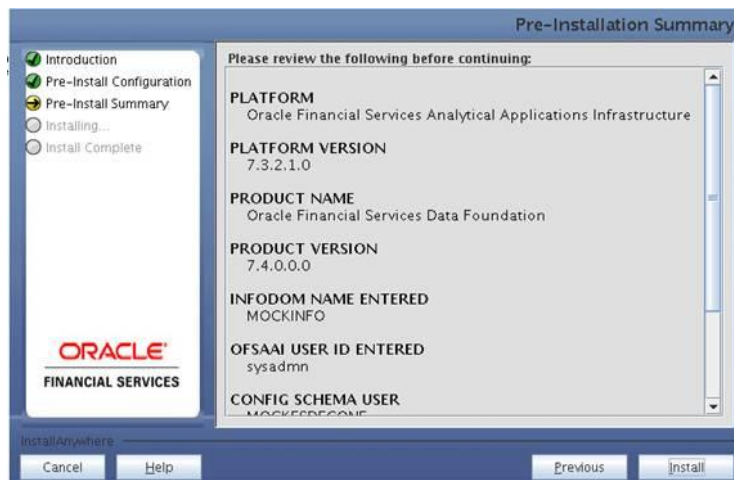 Pre-Installation Summary
Introduction
Pre-Install Configuration
Pre-Install Summary
Installing...
Install Complete
ORACLE®
FINANCIAL SERVICES
Please review the following before continuing:
PLATFORM
Oracle Financial Services Analytical Applications Infrastructure
PLATFORM VERSION
7.3.2.1.0
PRODUCT NAME
Oracle Financial Services Data Foundation
PRODUCT VERSION
7.4.0.0.0
INFODOM NAME ENTERED
MOCKINFO
OFSAAI USER ID ENTERED
sysadmn
CONFIG SCHEMA USER
InstallAnywhere
Cancel
Help
Previous
Install